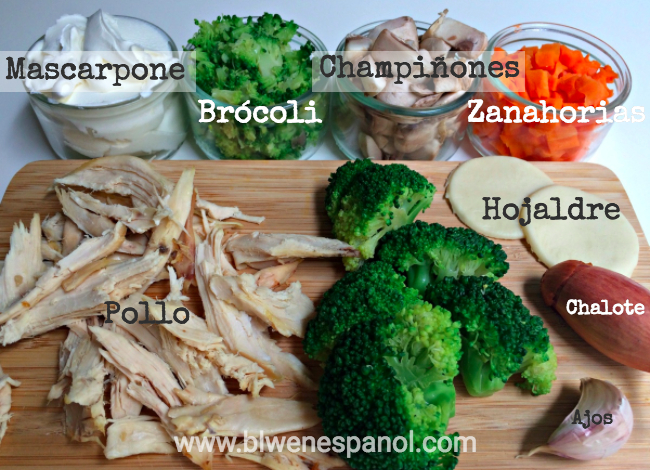 Mascarpone
Brócoli
Champiñones
Zanahorias
Hojaldre
Pollo
Chalote
Ajos
www.blwenespanol.com